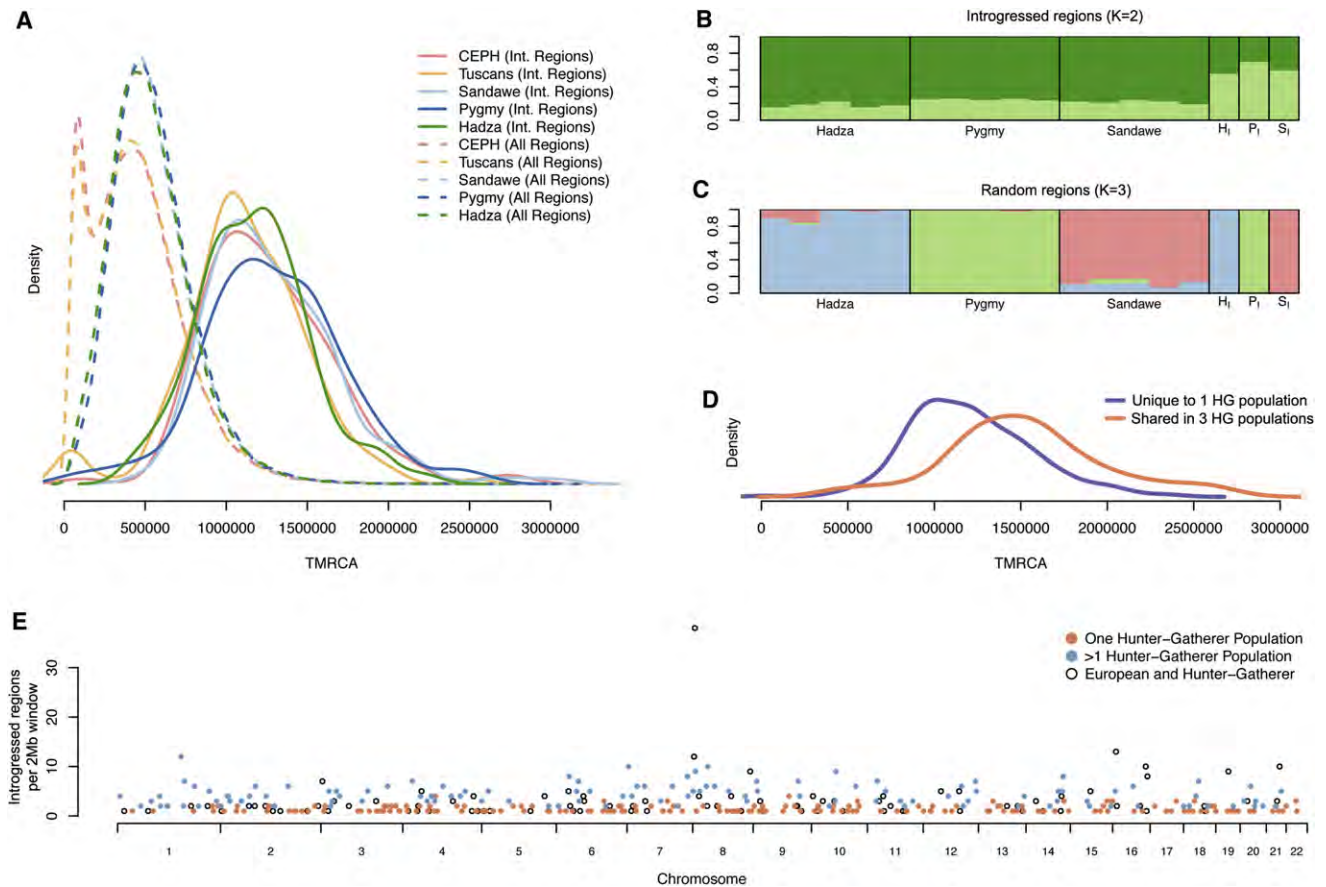 A
CEPH (Int. Regions)
Tuscans (Int. Regions)
Sandawe (Int. Regions)
Pygmy (Int. Regions)
Hadza (Int. Regions)
CEPH (All Regions)
Tuscans (All Regions)
Sandawe (All Regions)
Pygmy (All Regions)
Hadza (All Regions)
Density
0 500000 1000000 1500000 2000000 2500000 3000000
TMRCA
B
Introgressed regions (K=2)
0.0 0.4 0.8
Hadza Pygmy Sandawe HI PI SI
C
Random regions (K=3)
0.0 0.4 0.8
Hadza Pygmy Sandawe HI PI SI
D
Unique to 1 HG population
Shared in 3 HG populations
Density
0 500000 1000000 1500000 2000000 2500000 3000000
TMRCA
E
One Hunter−Gatherer Population
>1 Hunter−Gatherer Population
European and Hunter−Gatherer
Introgressed regions
per 2Mb window
0 10 20 30
1 2 3 4 5 6 7 8 9 10 11 12 13 14 15 16 17 18 19 20 21 22
Chromosome